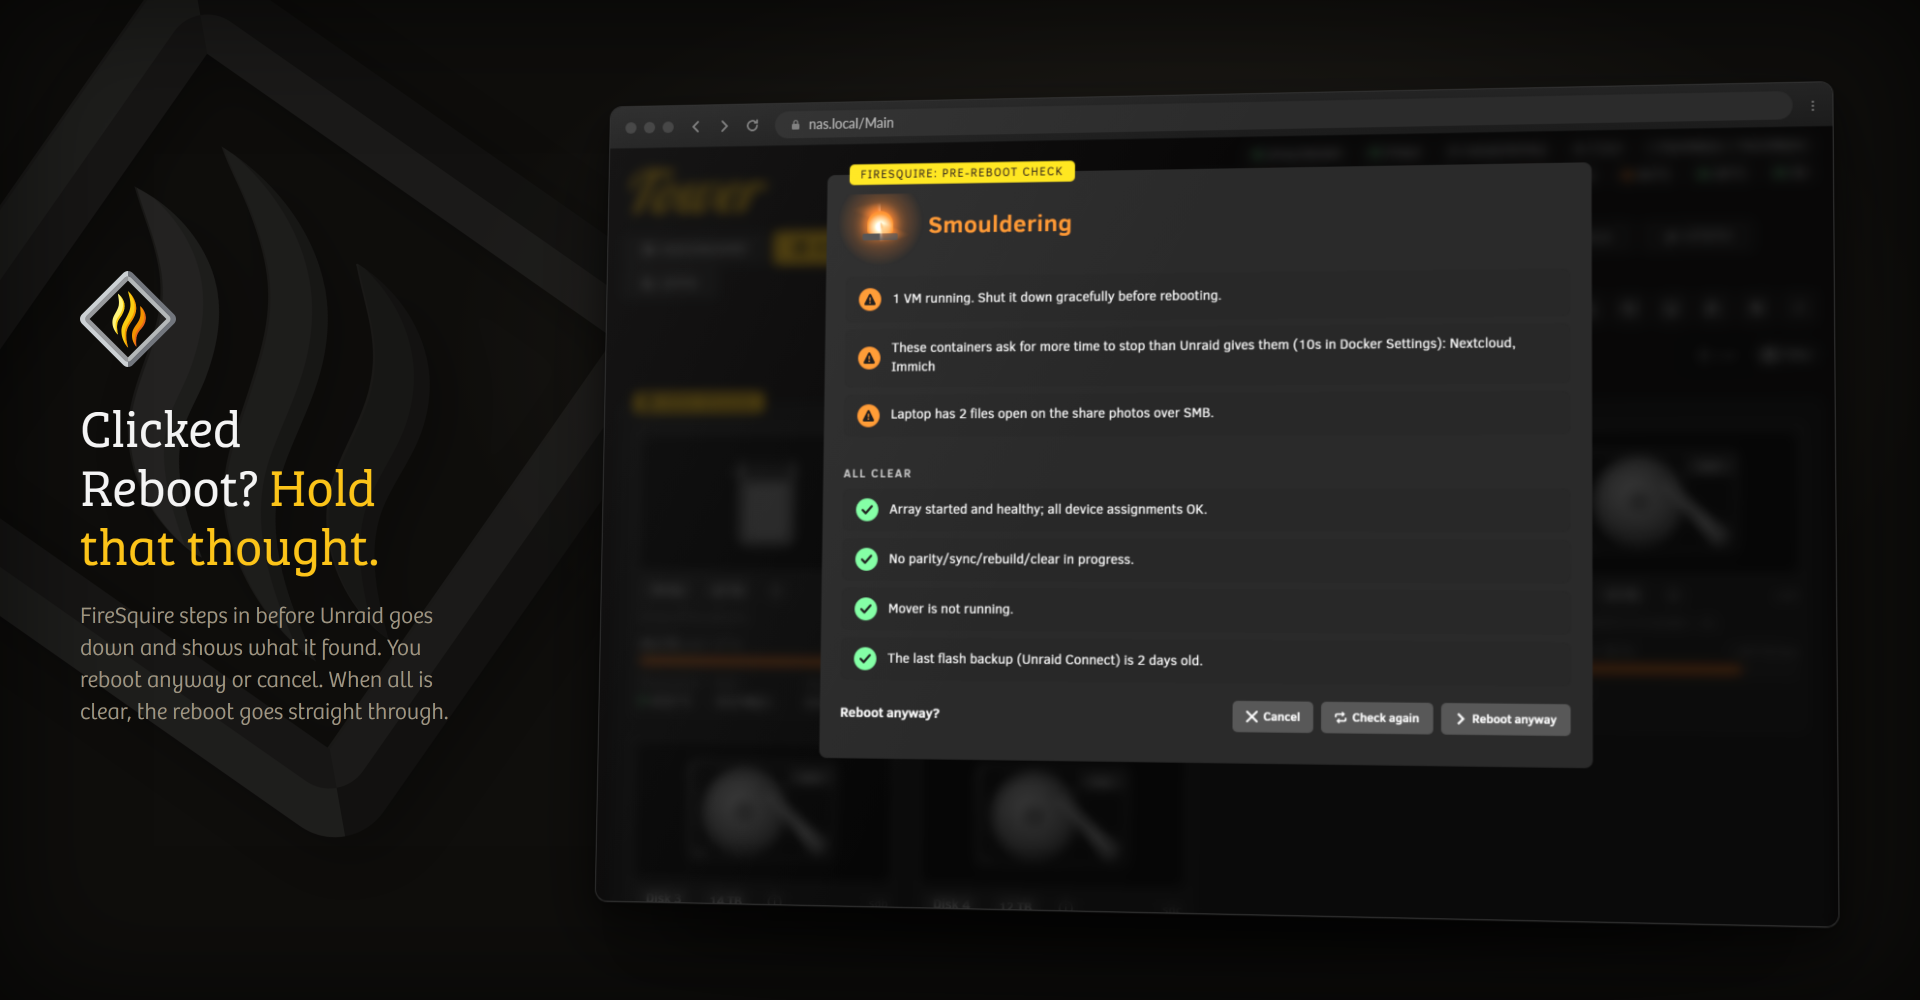 Clicked
Reboot? Hold
that thought.
FireSquire steps in before Unraid goes
down and shows what it found. You
reboot anyway or cancel. When all is
clear, the reboot goes straight through.
nas.local/Main
Tower
FIRESQUIRE: PRE-REBOOT CHECK
Smouldering
1 VM running. Shut it down gracefully before rebooting.
These containers ask for more time to stop than Unraid gives them (10s in Docker Settings): Nextcloud,
Immich
Laptop has 2 files open on the share photos over SMB.
ALL CLEAR
Array started and healthy; all device assignments OK.
No parity/sync/rebuild/clear in progress.
Mover is not running.
The last flash backup (Unraid Connect) is 2 days old.
Reboot anyway?
Cancel
Check again
Reboot anyway